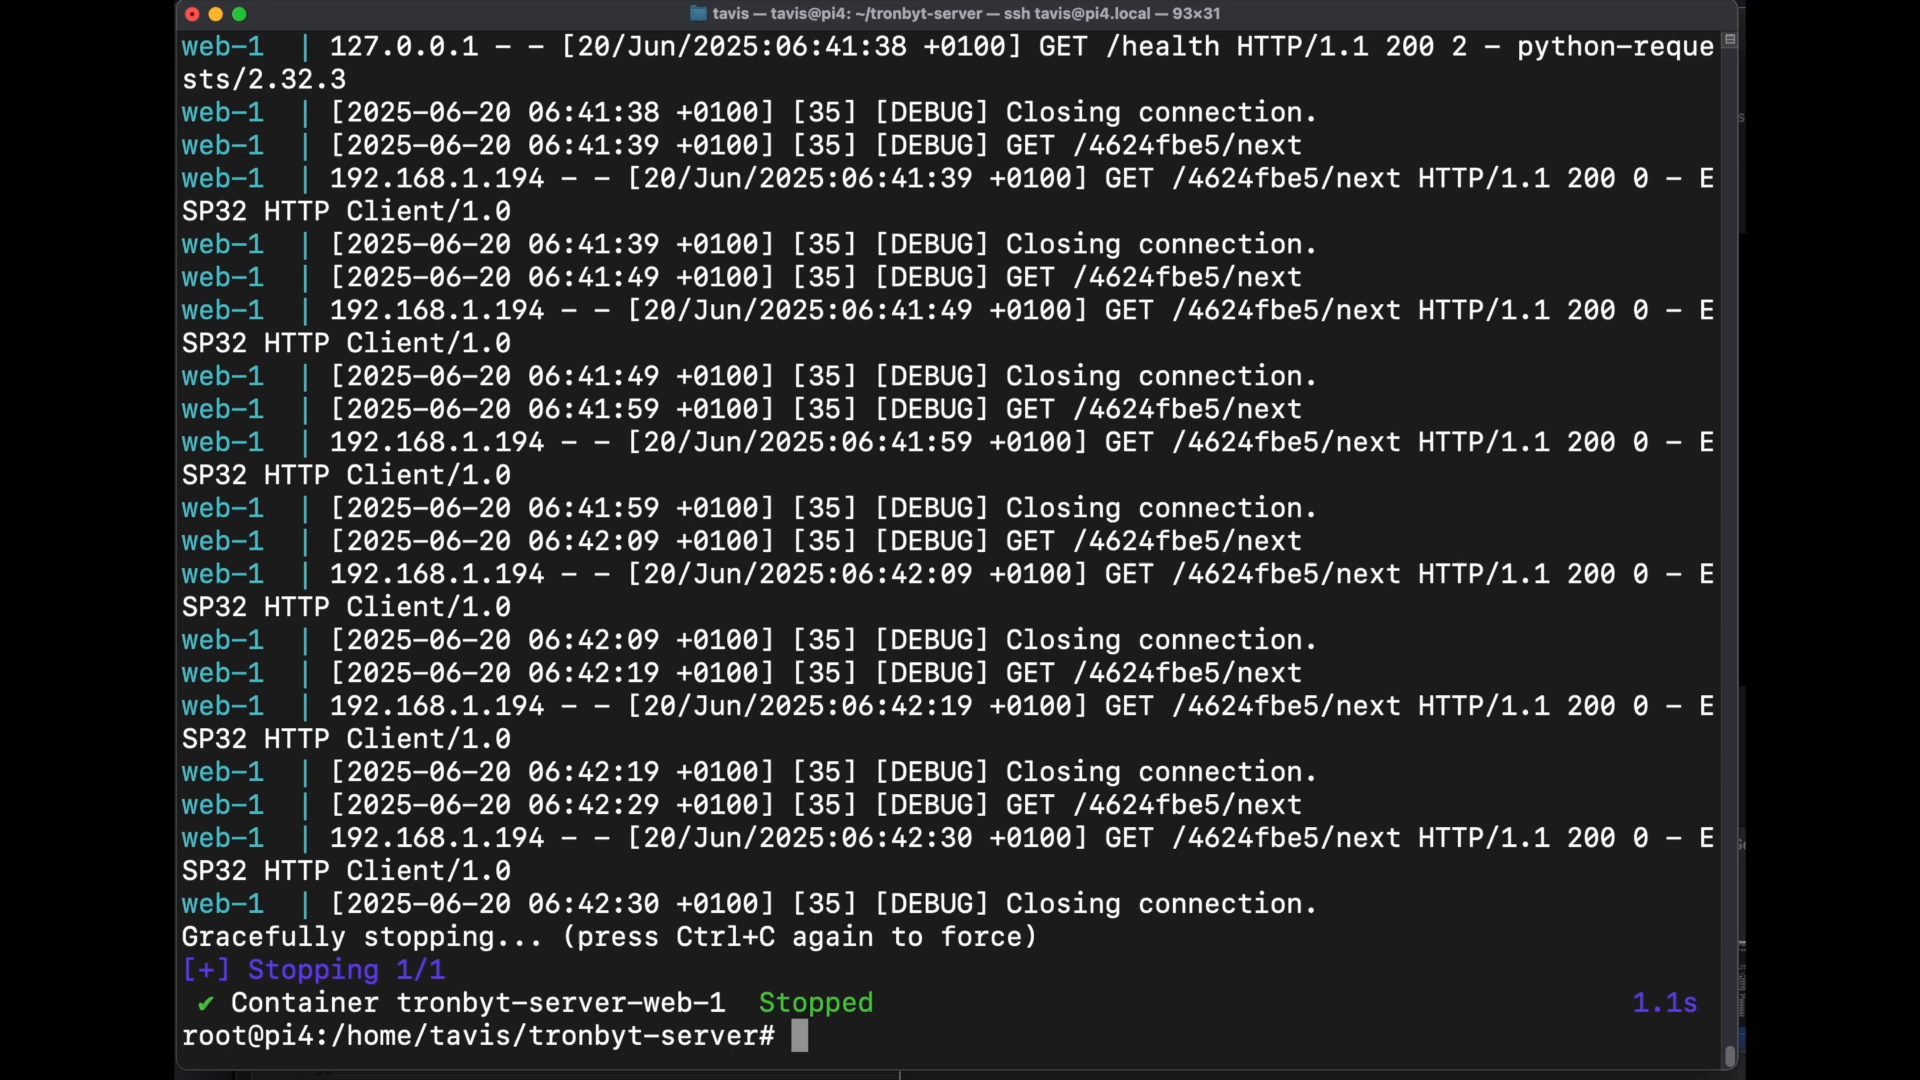 tavis — tavis@pi4: ~/tronbyt-server — ssh tavis@pi4.local — 93×31
web-1  | 127.0.0.1 - - [20/Jun/2025:06:41:38 +0100] GET /health HTTP/1.1 200 2 - python-reque
sts/2.32.3
web-1  | [2025-06-20 06:41:38 +0100] [35] [DEBUG] Closing connection.
web-1  | [2025-06-20 06:41:39 +0100] [35] [DEBUG] GET /4624fbe5/next
web-1  | 192.168.1.194 - - [20/Jun/2025:06:41:39 +0100] GET /4624fbe5/next HTTP/1.1 200 0 - E
SP32 HTTP Client/1.0
web-1  | [2025-06-20 06:41:39 +0100] [35] [DEBUG] Closing connection.
web-1  | [2025-06-20 06:41:49 +0100] [35] [DEBUG] GET /4624fbe5/next
web-1  | 192.168.1.194 - - [20/Jun/2025:06:41:49 +0100] GET /4624fbe5/next HTTP/1.1 200 0 - E
SP32 HTTP Client/1.0
web-1  | [2025-06-20 06:41:49 +0100] [35] [DEBUG] Closing connection.
web-1  | [2025-06-20 06:41:59 +0100] [35] [DEBUG] GET /4624fbe5/next
web-1  | 192.168.1.194 - - [20/Jun/2025:06:41:59 +0100] GET /4624fbe5/next HTTP/1.1 200 0 - E
SP32 HTTP Client/1.0
web-1  | [2025-06-20 06:41:59 +0100] [35] [DEBUG] Closing connection.
web-1  | [2025-06-20 06:42:09 +0100] [35] [DEBUG] GET /4624fbe5/next
web-1  | 192.168.1.194 - - [20/Jun/2025:06:42:09 +0100] GET /4624fbe5/next HTTP/1.1 200 0 - E
SP32 HTTP Client/1.0
web-1  | [2025-06-20 06:42:09 +0100] [35] [DEBUG] Closing connection.
web-1  | [2025-06-20 06:42:19 +0100] [35] [DEBUG] GET /4624fbe5/next
web-1  | 192.168.1.194 - - [20/Jun/2025:06:42:19 +0100] GET /4624fbe5/next HTTP/1.1 200 0 - E
SP32 HTTP Client/1.0
web-1  | [2025-06-20 06:42:19 +0100] [35] [DEBUG] Closing connection.
web-1  | [2025-06-20 06:42:29 +0100] [35] [DEBUG] GET /4624fbe5/next
web-1  | 192.168.1.194 - - [20/Jun/2025:06:42:30 +0100] GET /4624fbe5/next HTTP/1.1 200 0 - E
SP32 HTTP Client/1.0
web-1  | [2025-06-20 06:42:30 +0100] [35] [DEBUG] Closing connection.
Gracefully stopping... (press Ctrl+C again to force)
[+] Stopping 1/1
✔ Container tronbyt-server-web-1  Stopped 1.1s
root@pi4:/home/tavis/tronbyt-server#